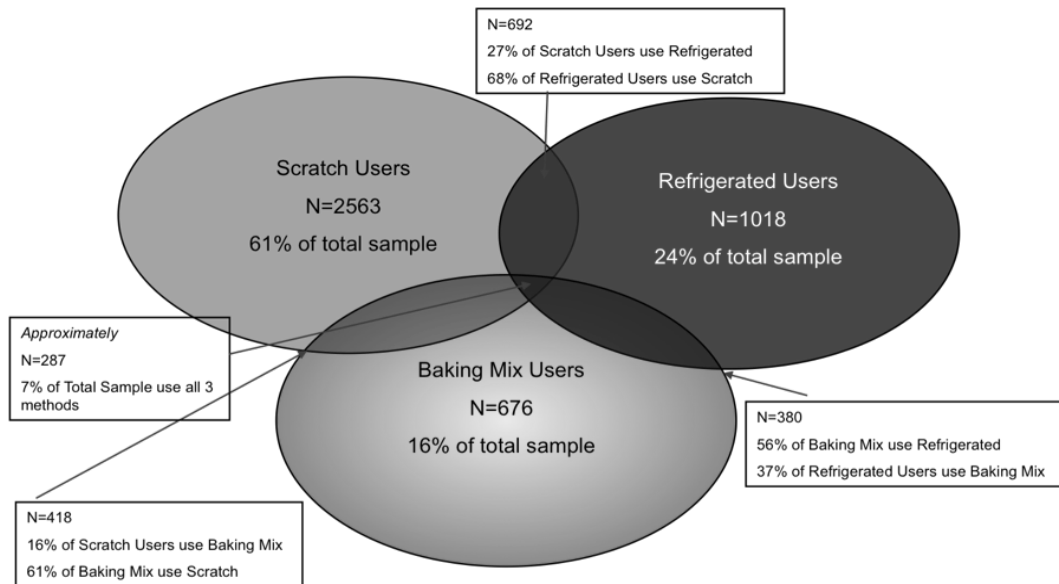 N=692
27% of Scratch Users use Refrigerated
68% of Refrigerated Users use Scratch
Scratch Users
N=2563
61% of total sample
Refrigerated Users
N=1018
24% of total sample
Approximately
N=287
7% of Total Sample use all 3
methods
Baking Mix Users
N=676
16% of total sample
N=380
56% of Baking Mix use Refrigerated
37% of Refrigerated Users use Baking Mix
N=418
16% of Scratch Users use Baking Mix
61% of Baking Mix use Scratch